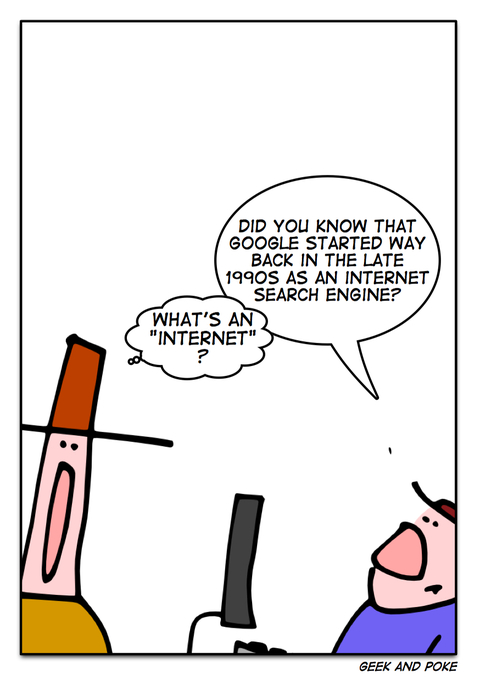 DID YOU KNOW THAT
GOOGLE STARTED WAY
BACK IN THE LATE
1990S AS AN INTERNET
SEARCH ENGINE?
WHAT'S AN
"INTERNET"
?
GEEK AND POKE